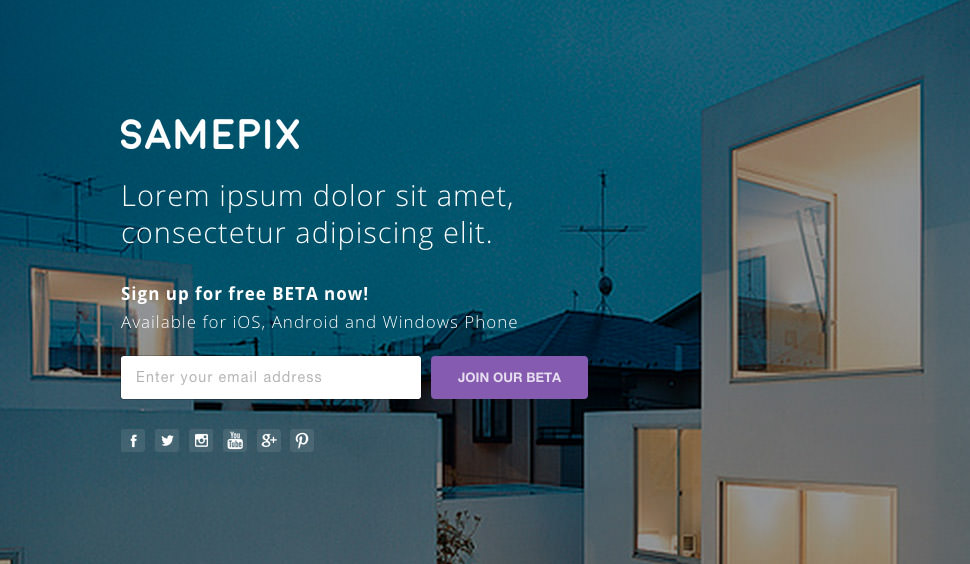 SAMEPIX
Lorem ipsum dolor sit amet,
consectetur adipiscing elit.
Sign up for free BETA now!
Available for iOS, Android and Windows Phone
Enter your email address
JOIN OUR BETA
f
You
Tube
g+